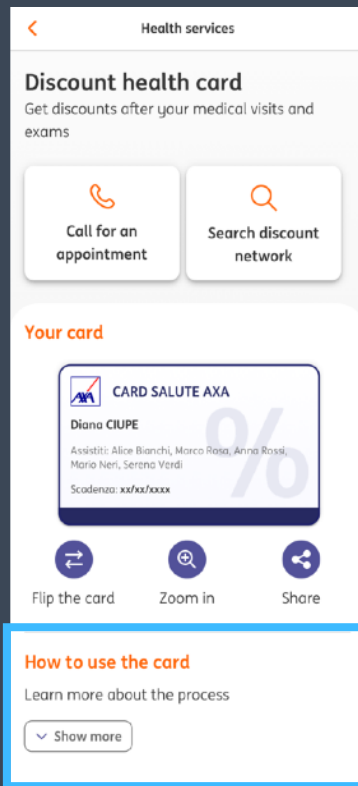 Health services
Discount health card
Get discounts after your medical visits and
exams
Call for an
appointment
Search discount
network
Your card
AXA
CARD SALUTE AXA
%
Diana CIUPE
Assistiti: Alice Bianchi, Marco Rosa, Anna Rossi,
Mario Neri, Serena Verdi
Scadenza: xx/xx/xxxx
Flip the card
Zoom in
Share
How to use the card
Learn more about the process
Show more